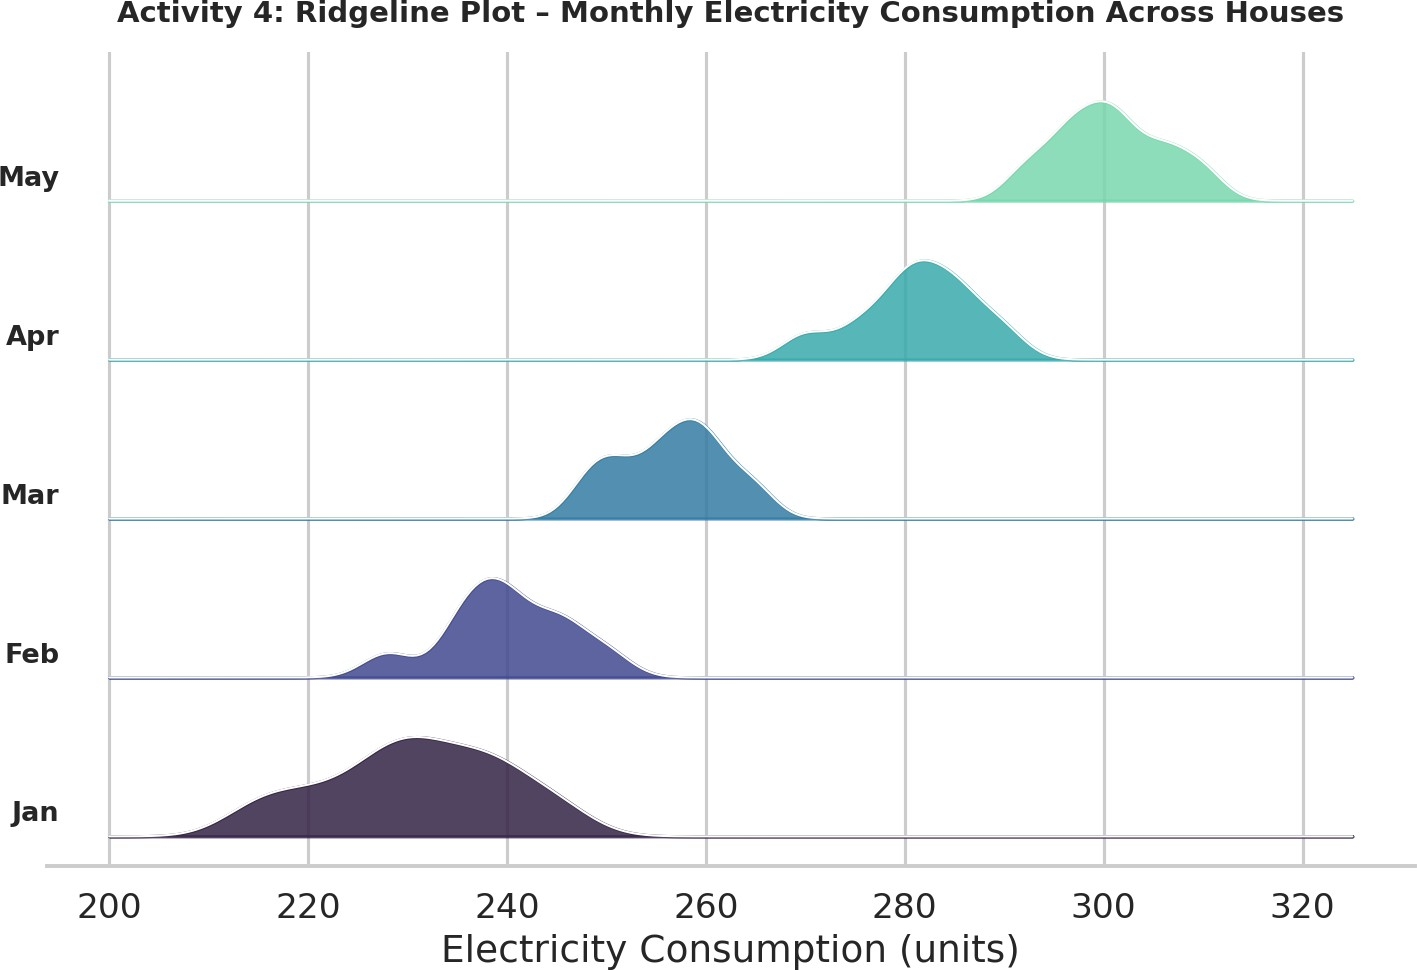 Activity 4: Ridgeline Plot – Monthly Electricity Consumption Across Houses
May
Apr
Mar
Feb
Jan
200 220 240 260 280 300 320
Electricity Consumption (units)